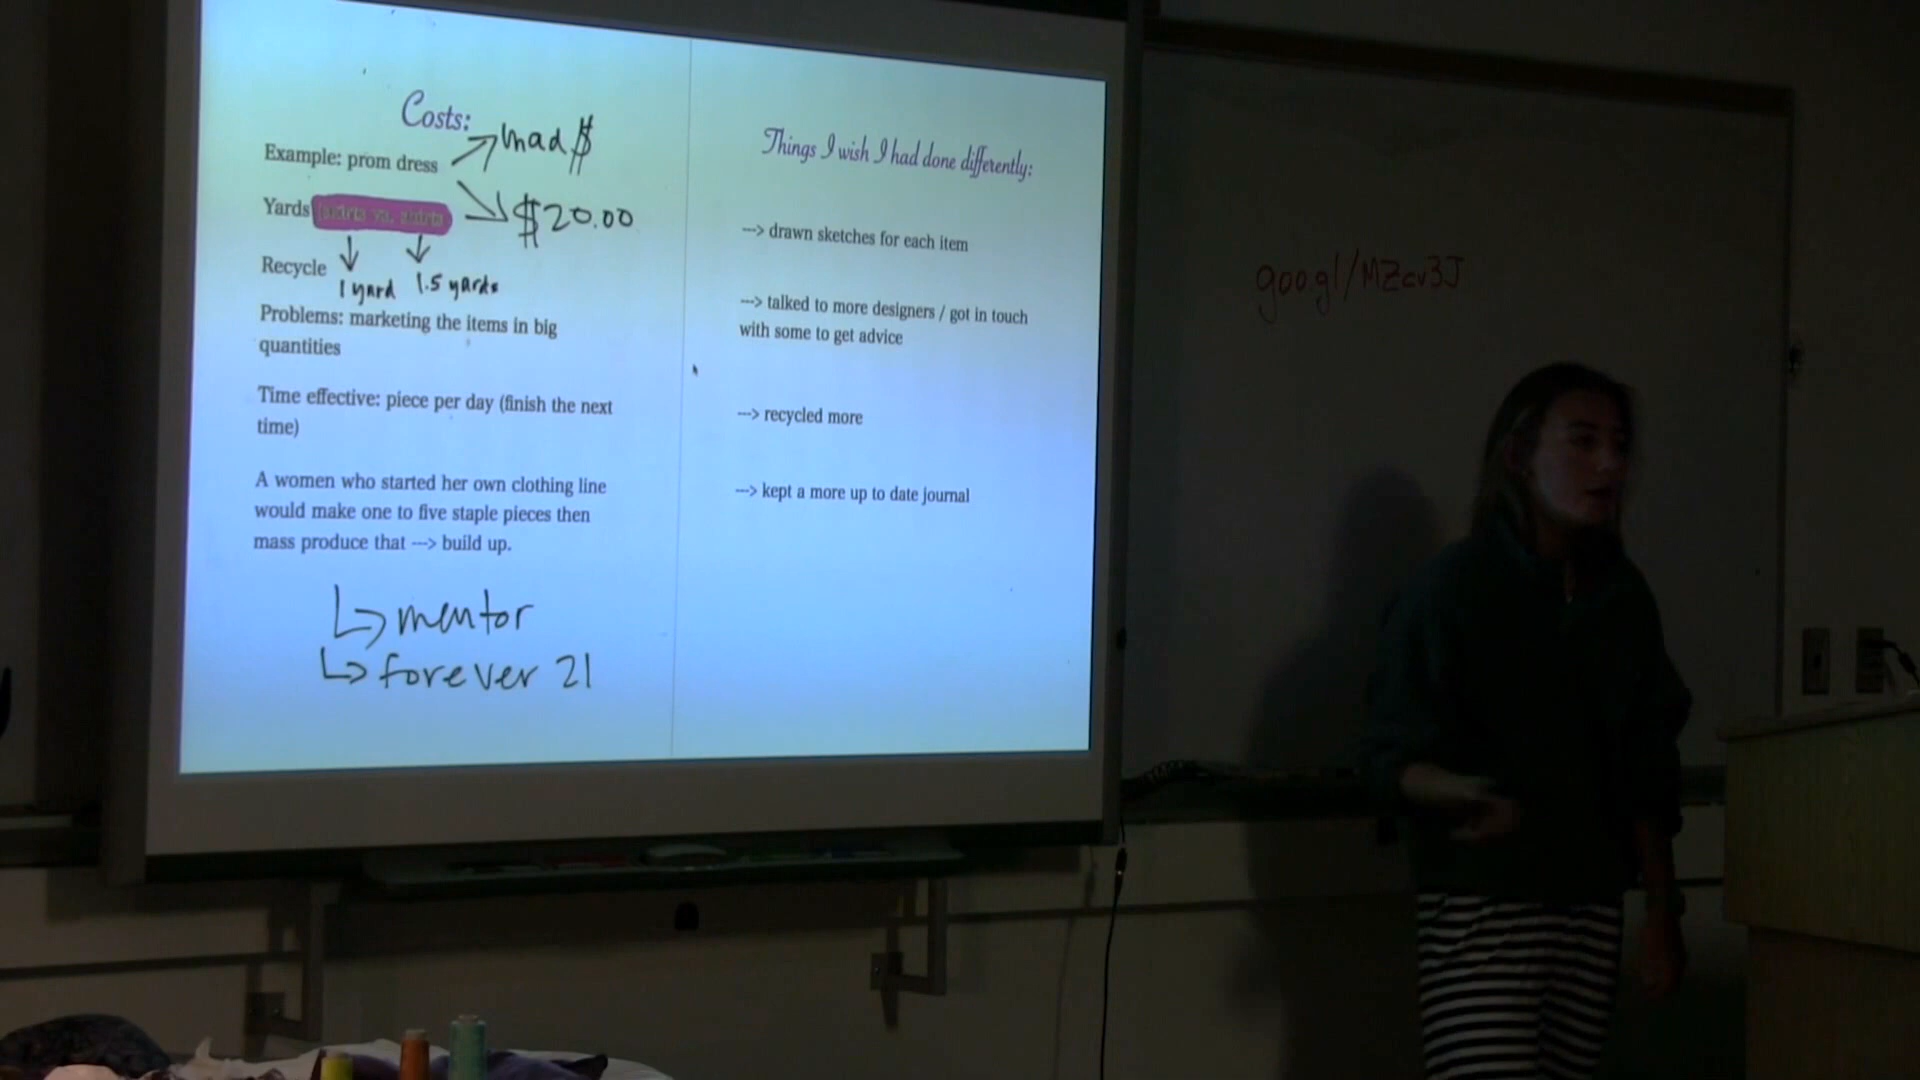 Costs:
mad $
Example: prom dress
$20.00
Yards
1 yard 1.5 yards
Recycle
Problems: marketing the items in big
quantities
Time effective: piece per day (finish the next
time)
A women who started her own clothing line
would make one to five staple pieces then
mass produce that ---> build up.
mentor
forever 21
Things I wish I had done differently:
---> drawn sketches for each item
---> talked to more designers / got in touch
with some to get advice
---> recycled more
---> kept a more up to date journal
goo.gl/MZcv3J